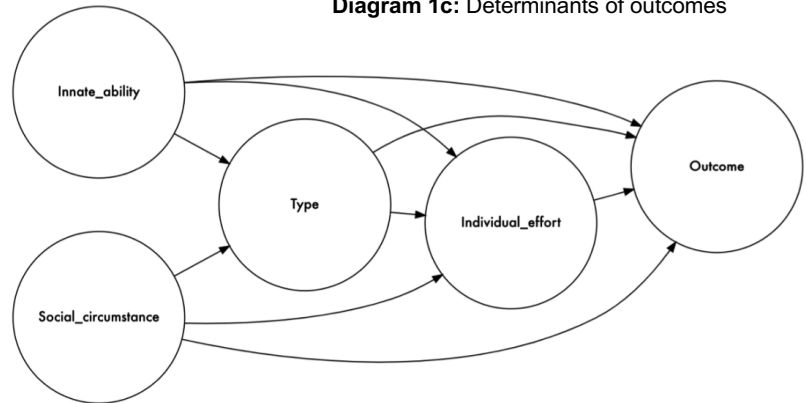 Diagram 1c: Determinants of outcomes
Innate_ability
Type
Individual_effort
Outcome
Social_circumstance